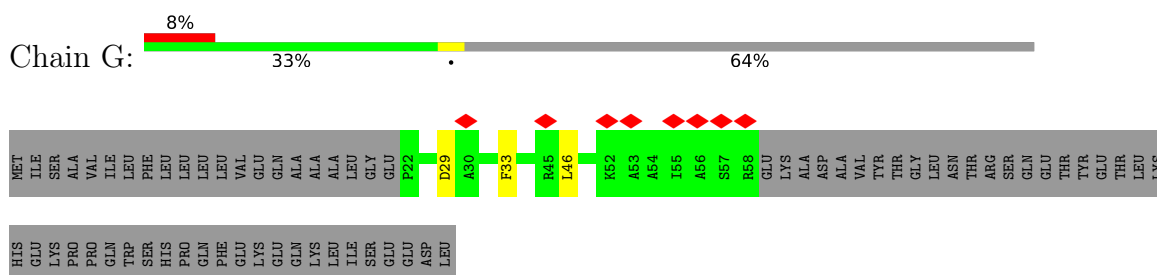 8%
Chain G:
33%
•
64%
MET ILE SER ALA VAL ILE LEU PHE LEU LEU LEU LEU VAL GLU GLN ALA ALA ALA LEU GLY GLU P22 D29 A30 F33 R45 L46 K52 A53 A54 I55 A56 S57 R58 GLU LYS ALA ASP ALA VAL TYR THR GLY LEU ASN THR ARG SER GLN GLU THR TYR GLU THR LEU LYS
HIS GLU LYS PRO PRO GLN TRP SER HIS PRO GLN PHE GLU LYS GLU GLN LYS LEU ILE SER GLU GLU ASP LEU